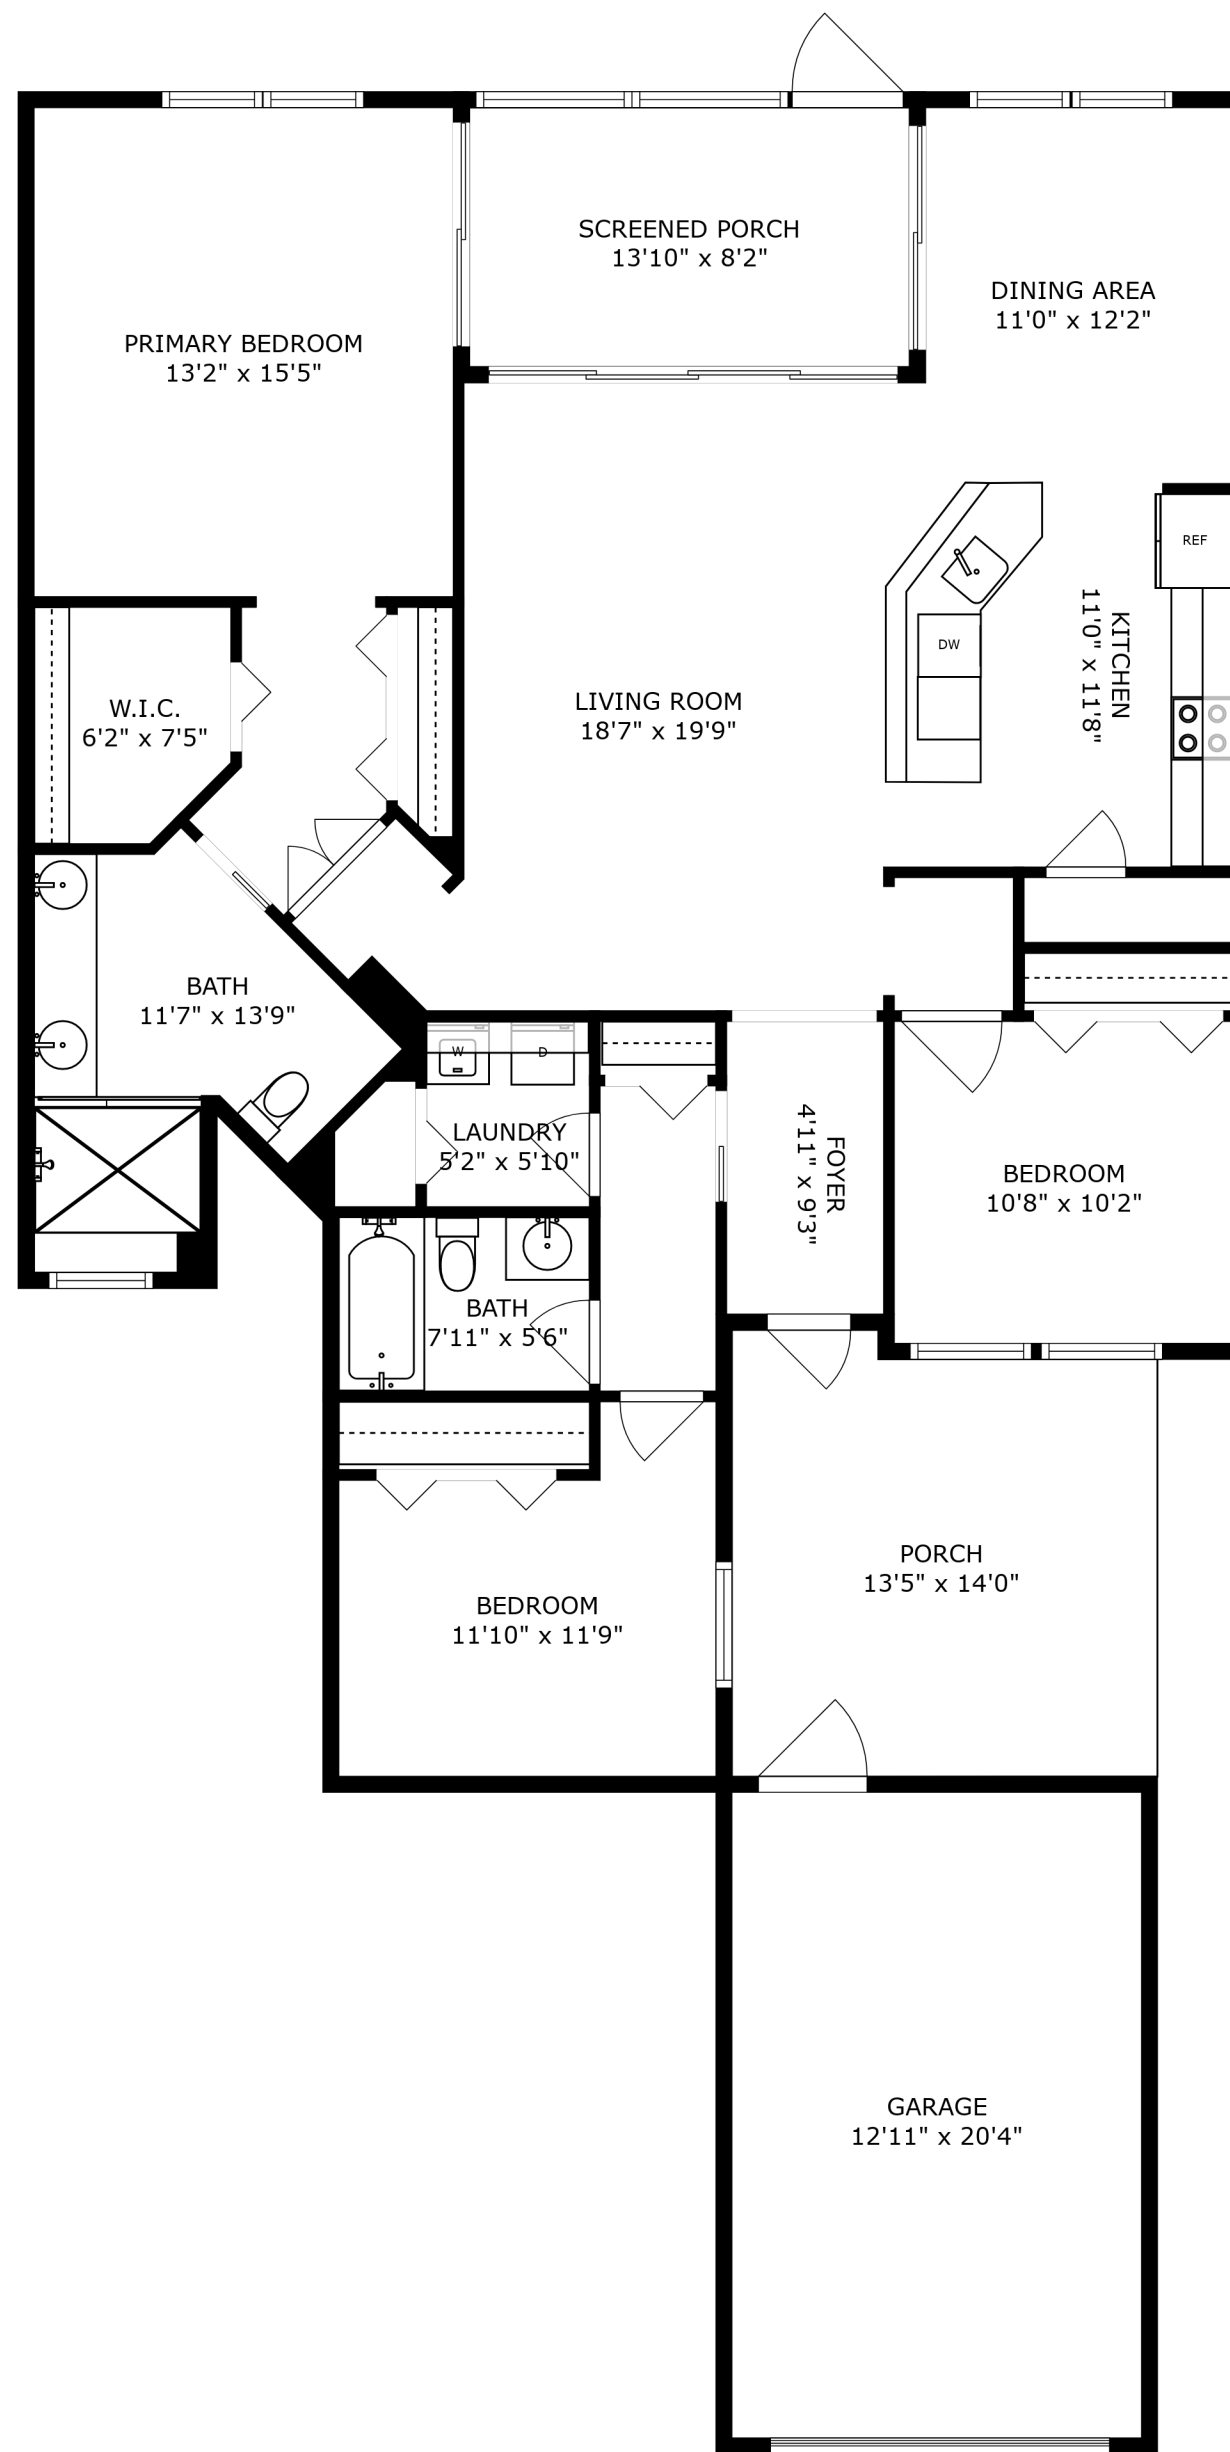 SCREENED PORCH
13'10" x 8'2"
DINING AREA
11'0" x 12'2"
PRIMARY BEDROOM
13'2" x 15'5"
REF
DW
KITCHEN
11'0" x 11'8"
W.I.C.
6'2" x 7'5"
LIVING ROOM
18'7" x 19'9"
BATH
11'7" x 13'9"
W
D
LAUNDRY
5'2" x 5'10"
FOYER
4'11" x 9'3"
BEDROOM
10'8" x 10'2"
BATH
7'11" x 5'6"
PORCH
13'5" x 14'0"
BEDROOM
11'10" x 11'9"
GARAGE
12'11" x 20'4"